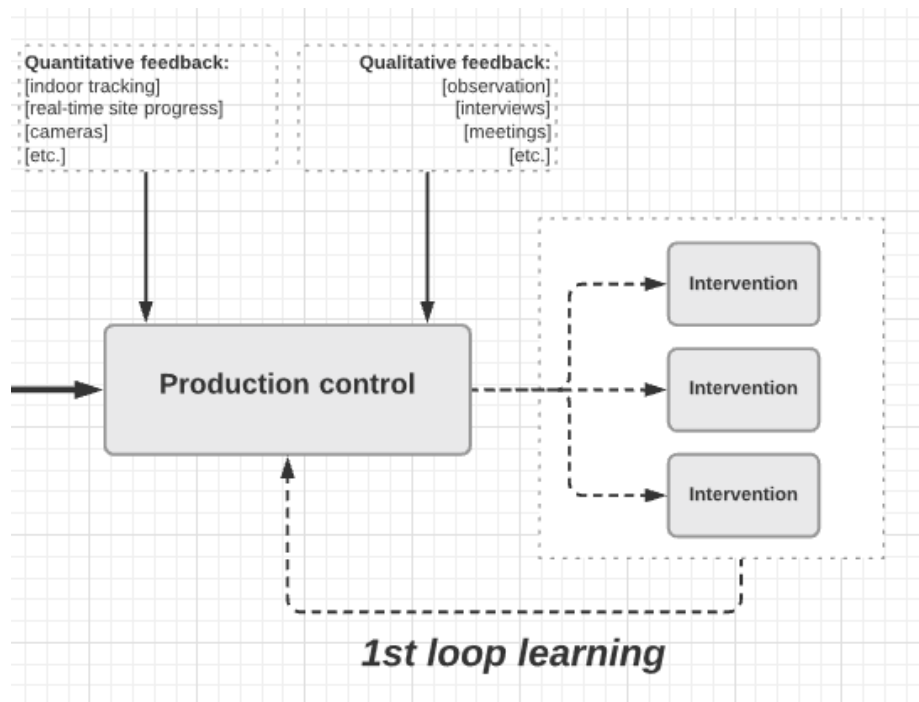 Quantitative feedback:
[indoor tracking]
[real-time site progress]
[cameras]
[etc.]
Qualitative feedback:
[observation]
[interviews]
[meetings]
[etc.]
Intervention
Production control
Intervention
Intervention
1st loop learning